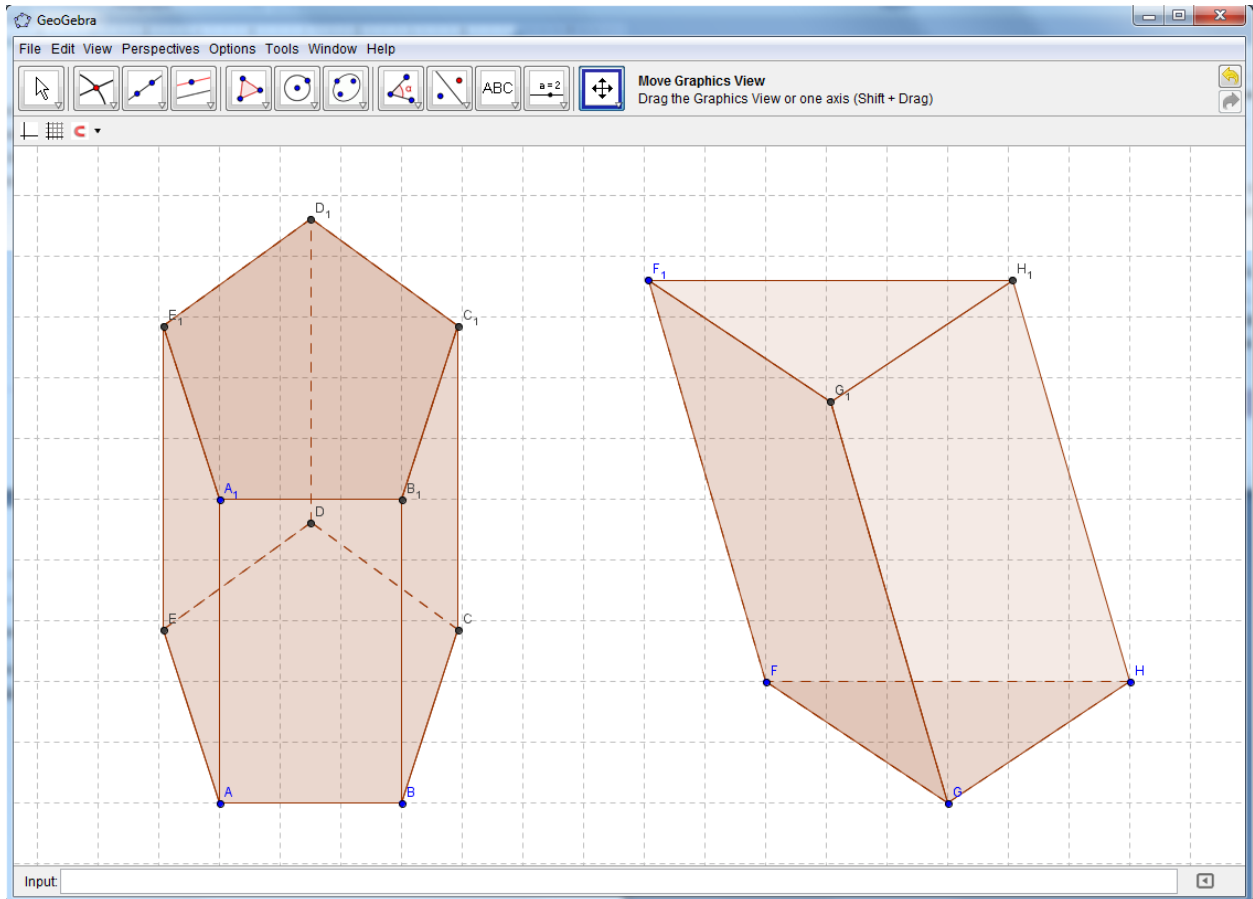 GeoGebra
File Edit View Perspectives Options Tools Window Help
ABC
a = 2
α
Move Graphics View
Drag the Graphics View or one axis (Shift + Drag)
D₁
F₁
H₁
E₁
C₁
G₁
A₁
B₁
D
E
C
F
H
A
B
G
Input: